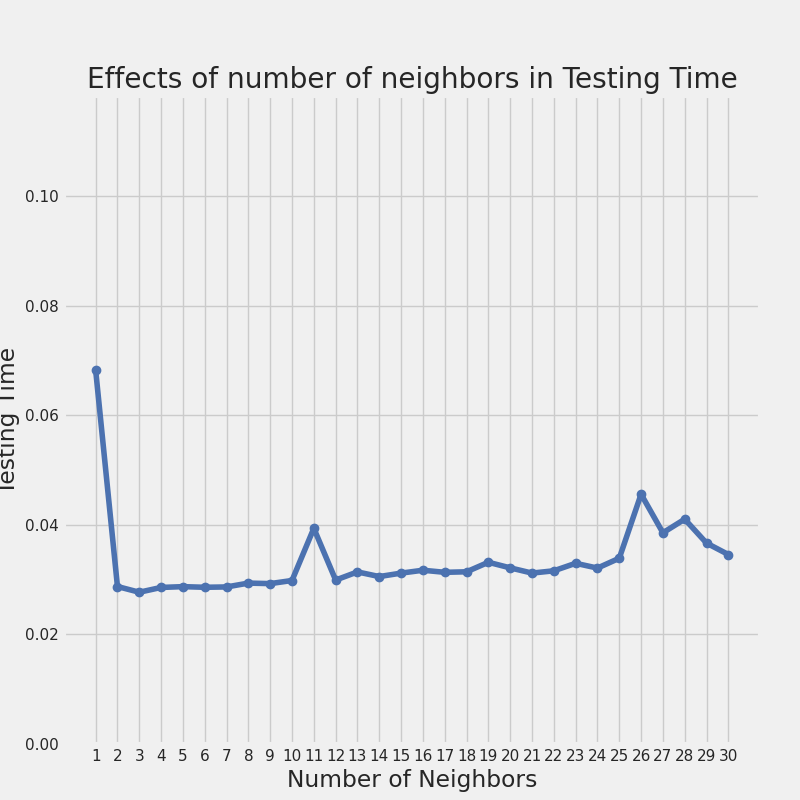 Effects of number of neighbors in Testing Time
0.10
0.08
0.06
0.04
0.02
0.00
Testing Time
1 2 3 4 5 6 7 8 9 10 11 12 13 14 15 16 17 18 19 20 21 22 23 24 25 26 27 28 29 30
Number of Neighbors